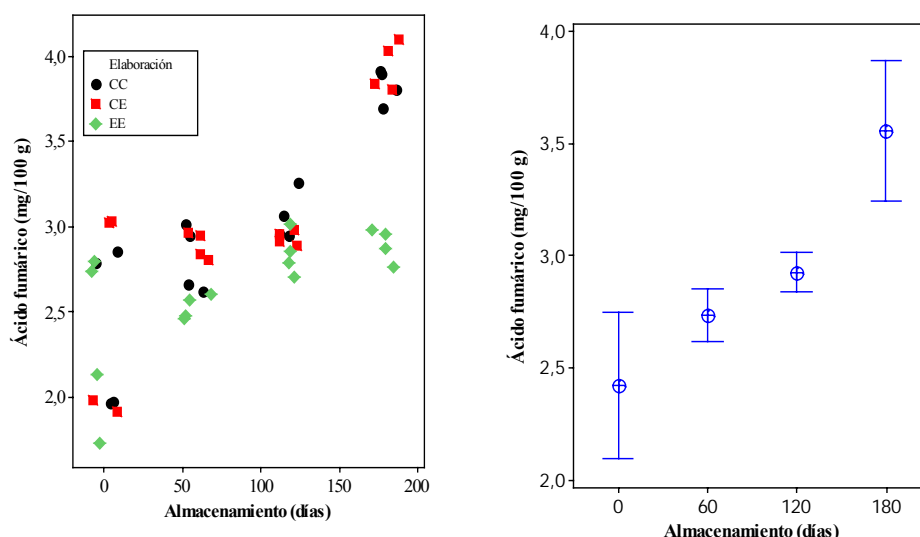 4,0
3,5
3,0
2,5
2,0
Ácido fumárico (mg/100 g)
Elaboración
CC
CE
EE
0
50
100
150
200
Almacenamiento (días)
4,0
3,5
3,0
2,5
2,0
Ácido fumárico (mg/100 g)
0
60
120
180
Almacenamiento (días)